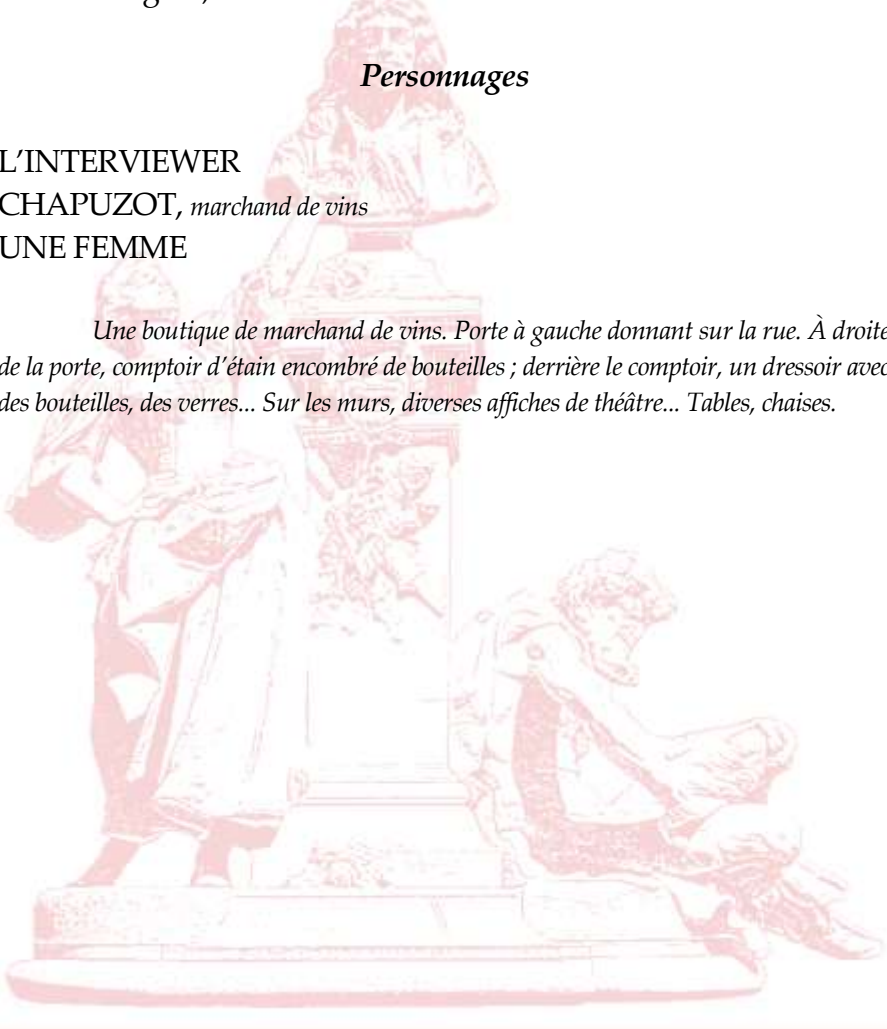 Personnages
L’INTERVIEWER
CHAPUZOT, marchand de vins
UNE FEMME
Une boutique de marchand de vins. Porte à gauche donnant sur la rue. À droite
de la porte, comptoir d’étain encombré de bouteilles ; derrière le comptoir, un dressoir avec
des bouteilles, des verres... Sur les murs, diverses affiches de théâtre... Tables, chaises.